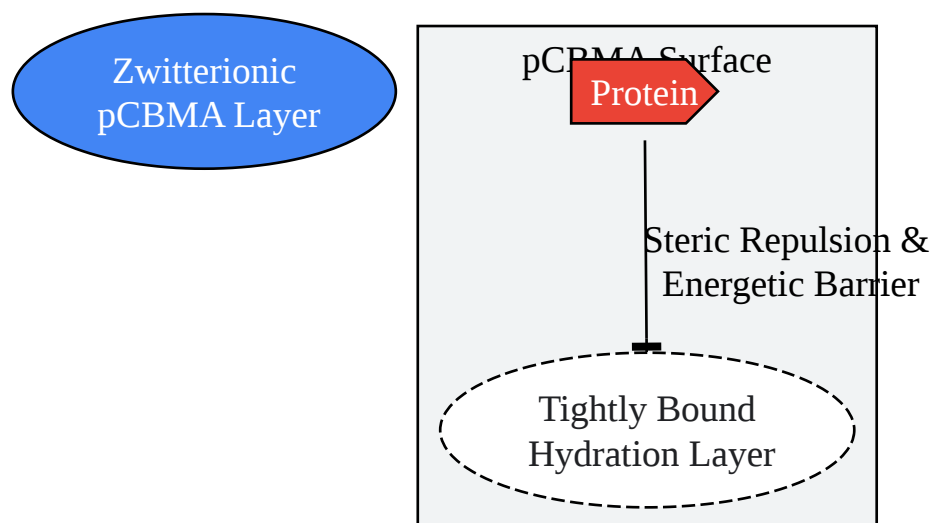 Zwitterionic
pCBMA Layer
pCBMA Surface
Protein
Steric Repulsion &
Energetic Barrier
Tightly Bound
Hydration Layer